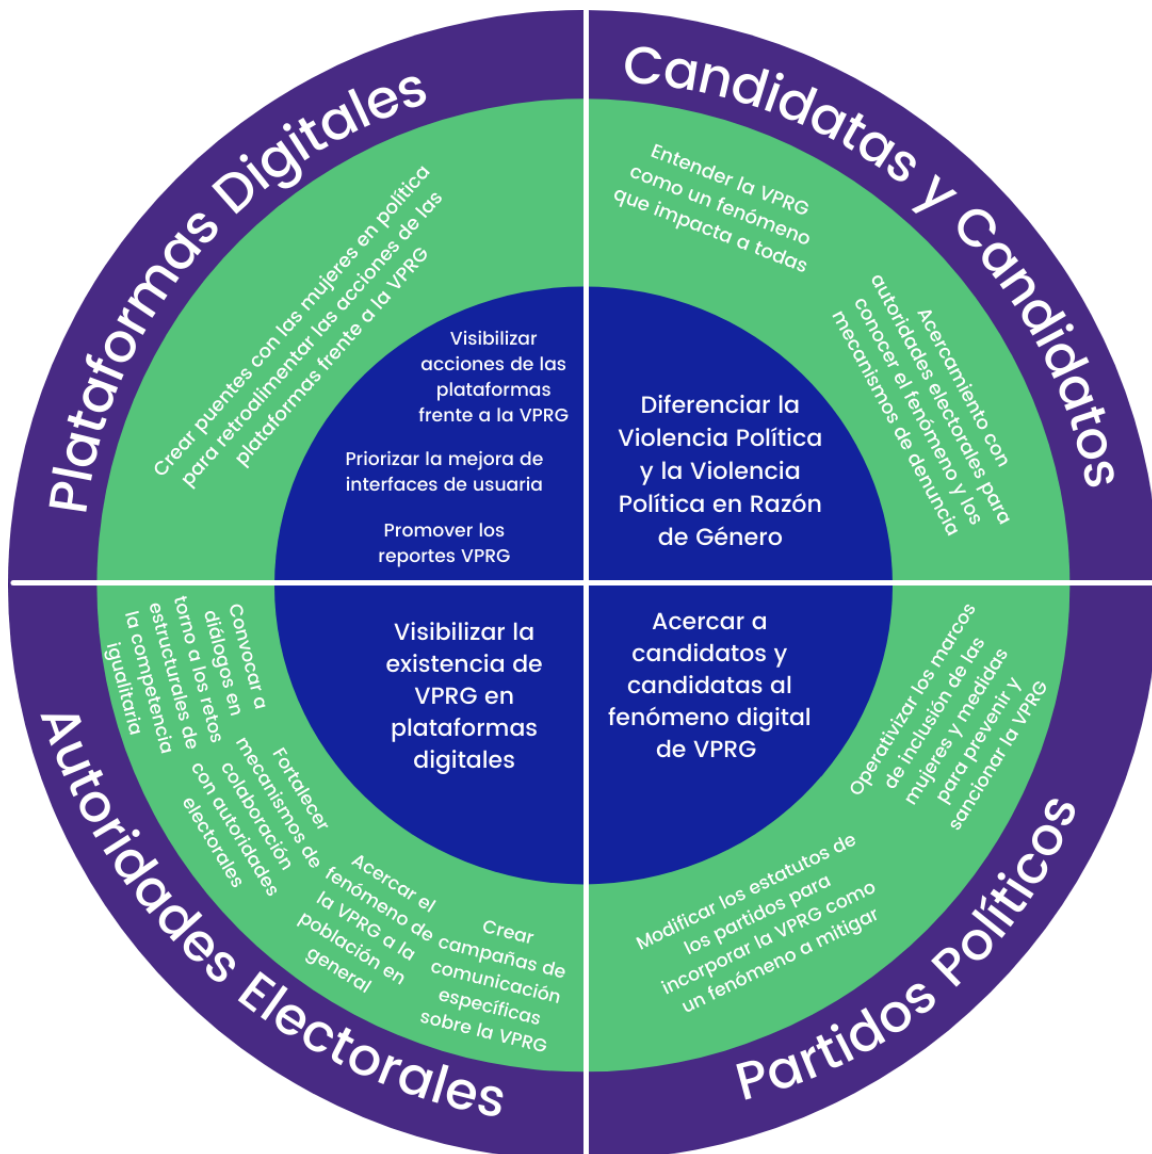 Plataformas Digitales
Crear puentes con las mujeres en política
para retroalimentar las acciones de las
plataformas frente a la VPRG
Visibilizar
acciones de las
plataformas
frente a la VPRG
Priorizar la mejora de
interfaces de usuaria
Promover los
reportes VPRG
Candidatas y Candidatos
Entender la VPRG
como un fenómeno
que impacta a todas
Acercamiento con
autoridades electorales para
conocer el fenómeno y los
mecanismos de denuncia
Diferenciar la
Violencia Política
y la Violencia
Política en Razón
de Género
Autoridades Electorales
Convocar a
diálogos en
torno a los retos
estructurales de
la competencia
igualitaria
Fortalecer
mecanismos de
colaboración
con autoridades
electorales
Acercar el
fenómeno de
la VPRG a la
población en
general
Crear
campañas de
comunicación
específicas
sobre la VPRG
Visibilizar la
existencia de
VPRG en
plataformas
digitales
Partidos Políticos
Acercar a
candidatos y
candidatas al
fenómeno digital
de VPRG
Operativizar los marcos
de inclusión de las
mujeres y medidas
para prevenir y
sancionar la VPRG
Modificar los estatutos de
los partidos para
incorporar la VPRG como
un fenómeno a mitigar